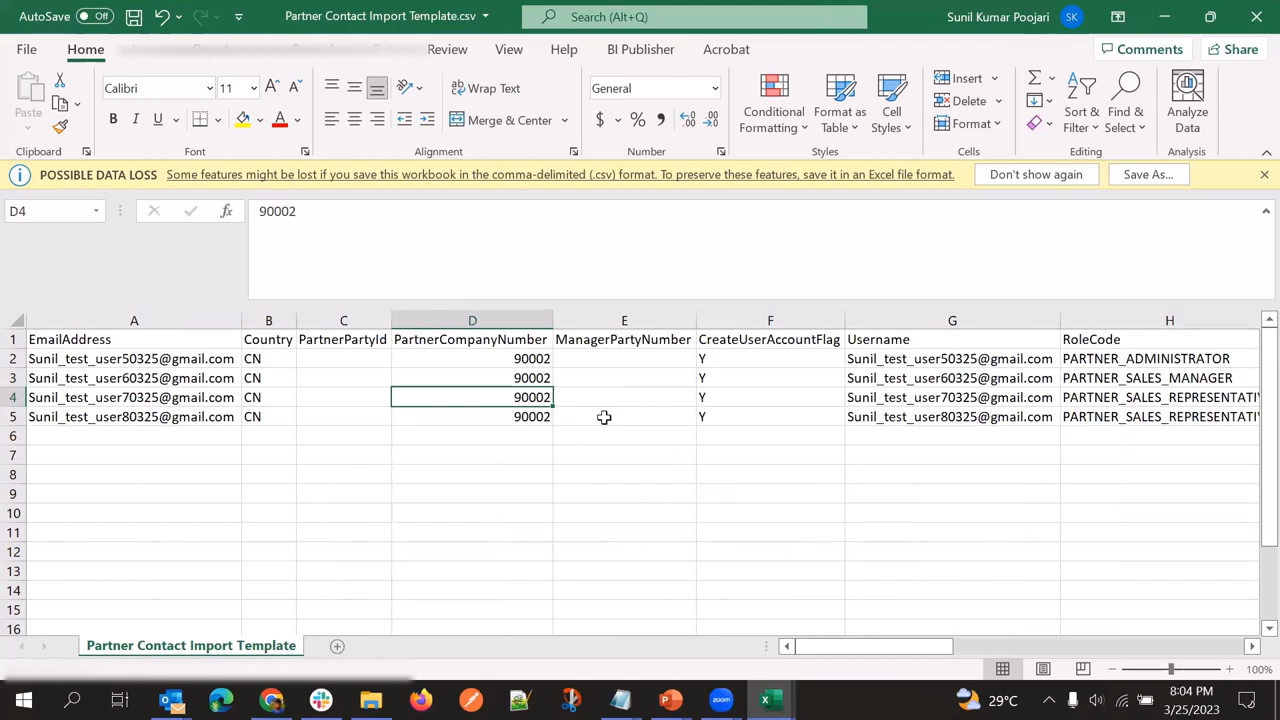 AutoSave Off Partner Contact Import Template.csv Search (Alt+Q) Sunil Kumar Poojari SK
File Home Review View Help BI Publisher Acrobat Comments Share
Calibri 11 Wrap Text General Insert
Paste Conditional Formatting Format as Table Cell Styles Delete Sort & Filter Find & Select Analyze Data
B I U A Merge & Center $ % Format
Clipboard Font Alignment Number Styles Cells Editing Analysis
POSSIBLE DATA LOSS Some features might be lost if you save this workbook in the comma-delimited (.csv) format. To preserve these features, save it in an Excel file format. Don't show again Save As...
D4 fx 90002
A B C D E F G H
1 EmailAddress Country PartnerPartyId PartnerCompanyNumber ManagerPartyNumber CreateUserAccountFlag Username RoleCode
2 Sunil_test_user50325@gmail.com CN 90002 Y Sunil_test_user50325@gmail.com PARTNER_ADMINISTRATOR
3 Sunil_test_user60325@gmail.com CN 90002 Y Sunil_test_user60325@gmail.com PARTNER_SALES_MANAGER
4 Sunil_test_user70325@gmail.com CN 90002 Y Sunil_test_user70325@gmail.com PARTNER_SALES_REPRESENTATIV
5 Sunil_test_user80325@gmail.com CN 90002 Y Sunil_test_user80325@gmail.com PARTNER_SALES_REPRESENTATIV
6
7
8
9
10
11
12
13
14
15
16
Partner Contact Import Template
100%
29°C 8:04 PM
3/25/2023